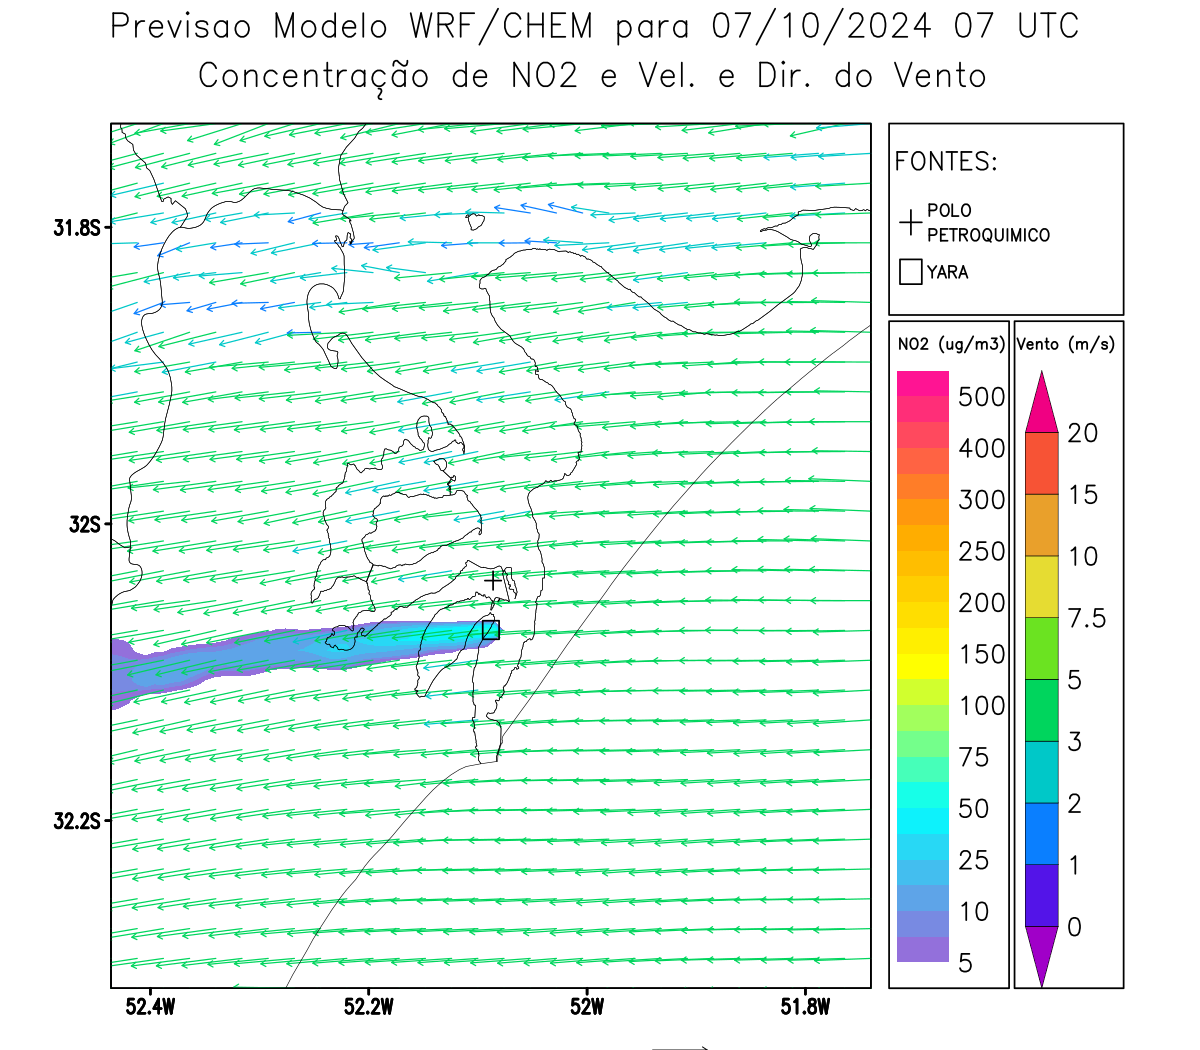 Previsao Modelo WRF/CHEM para 07/10/2024 07 UTC
Concentração de NO2 e Vel. e Dir. do Vento
FONTES:
POLO
PETROQUIMICO
YARA
NO2 (ug/m3)
500
400
300
250
200
150
100
75
50
25
10
5
Vento (m/s)
20
15
10
7.5
5
3
2
1
0
31.8S
32S
32.2S
52.4W
52.2W
52W
51.8W